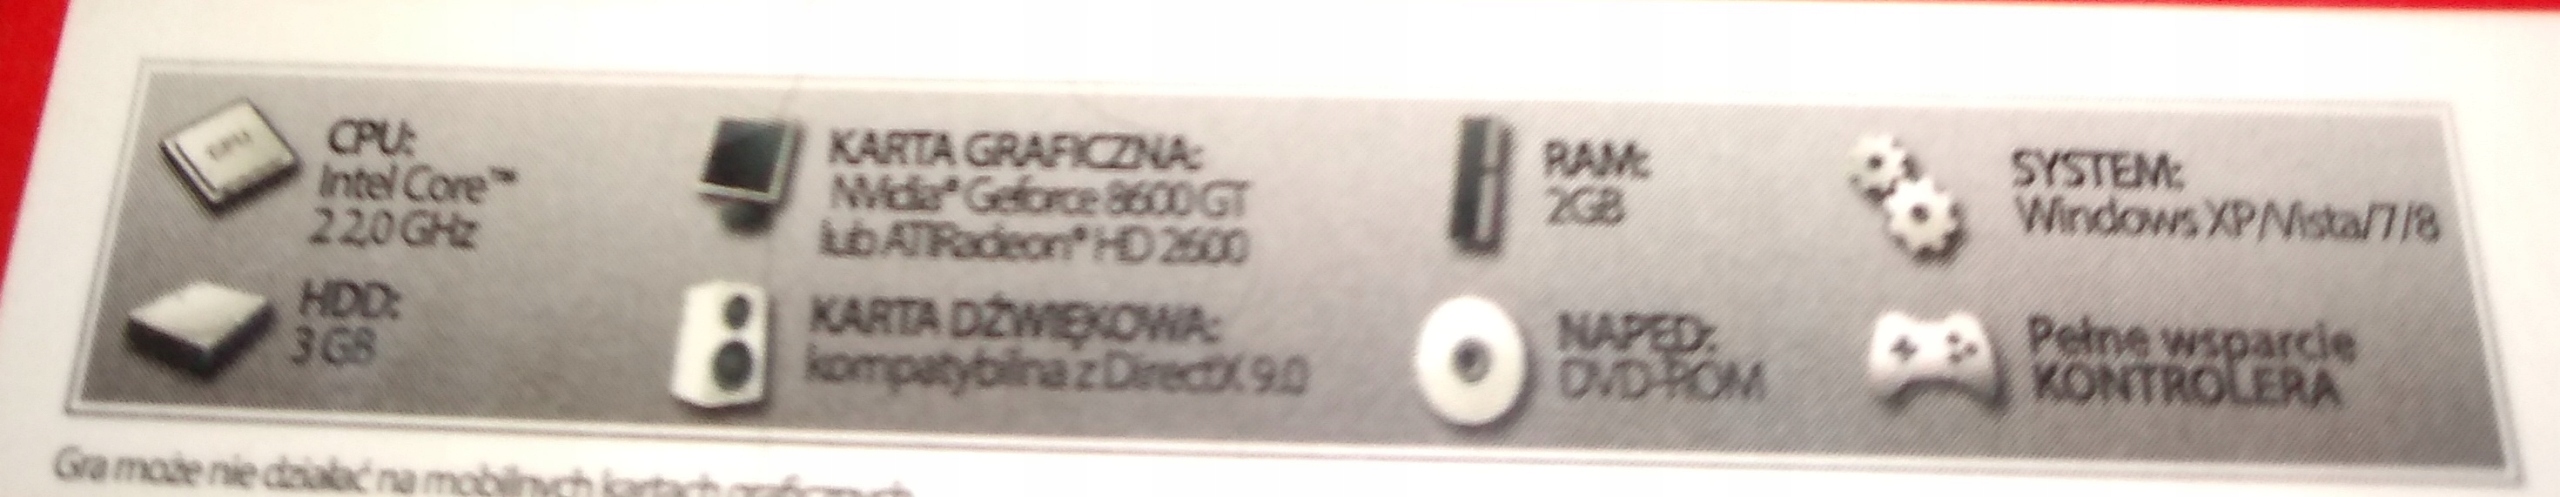 CPU
CPU:
Intel Core™
2 2,0 GHz
KARTA GRAFICZNA:
NVidia® Geforce 8600 GT
lub ATI Radeon® HD 2600
RAM:
2GB
SYSTEM:
Windows XP/Vista/7/8
HDD:
3 GB
KARTA DŹWIĘKOWA:
kompatybilna z DirectX 9.0
NAPĘD:
DVD-ROM
Pełne wsparcie
KONTROLERA
Gra może nie działać na mobilnych kartach graficznych